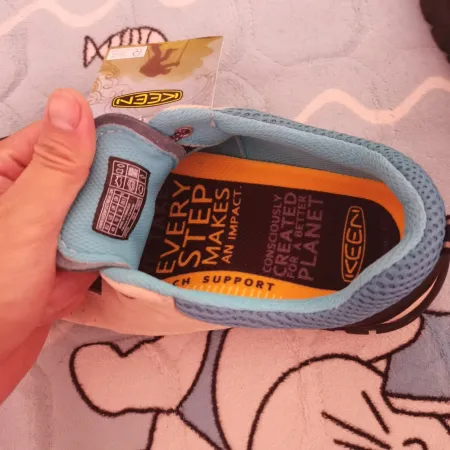 KEEN
EVERY
STEP
MAKES
AN IMPACT.
CONSCIOUSLY
CREATED
FOR A BETTER
PLANET
KEEN
CH SUPPORT